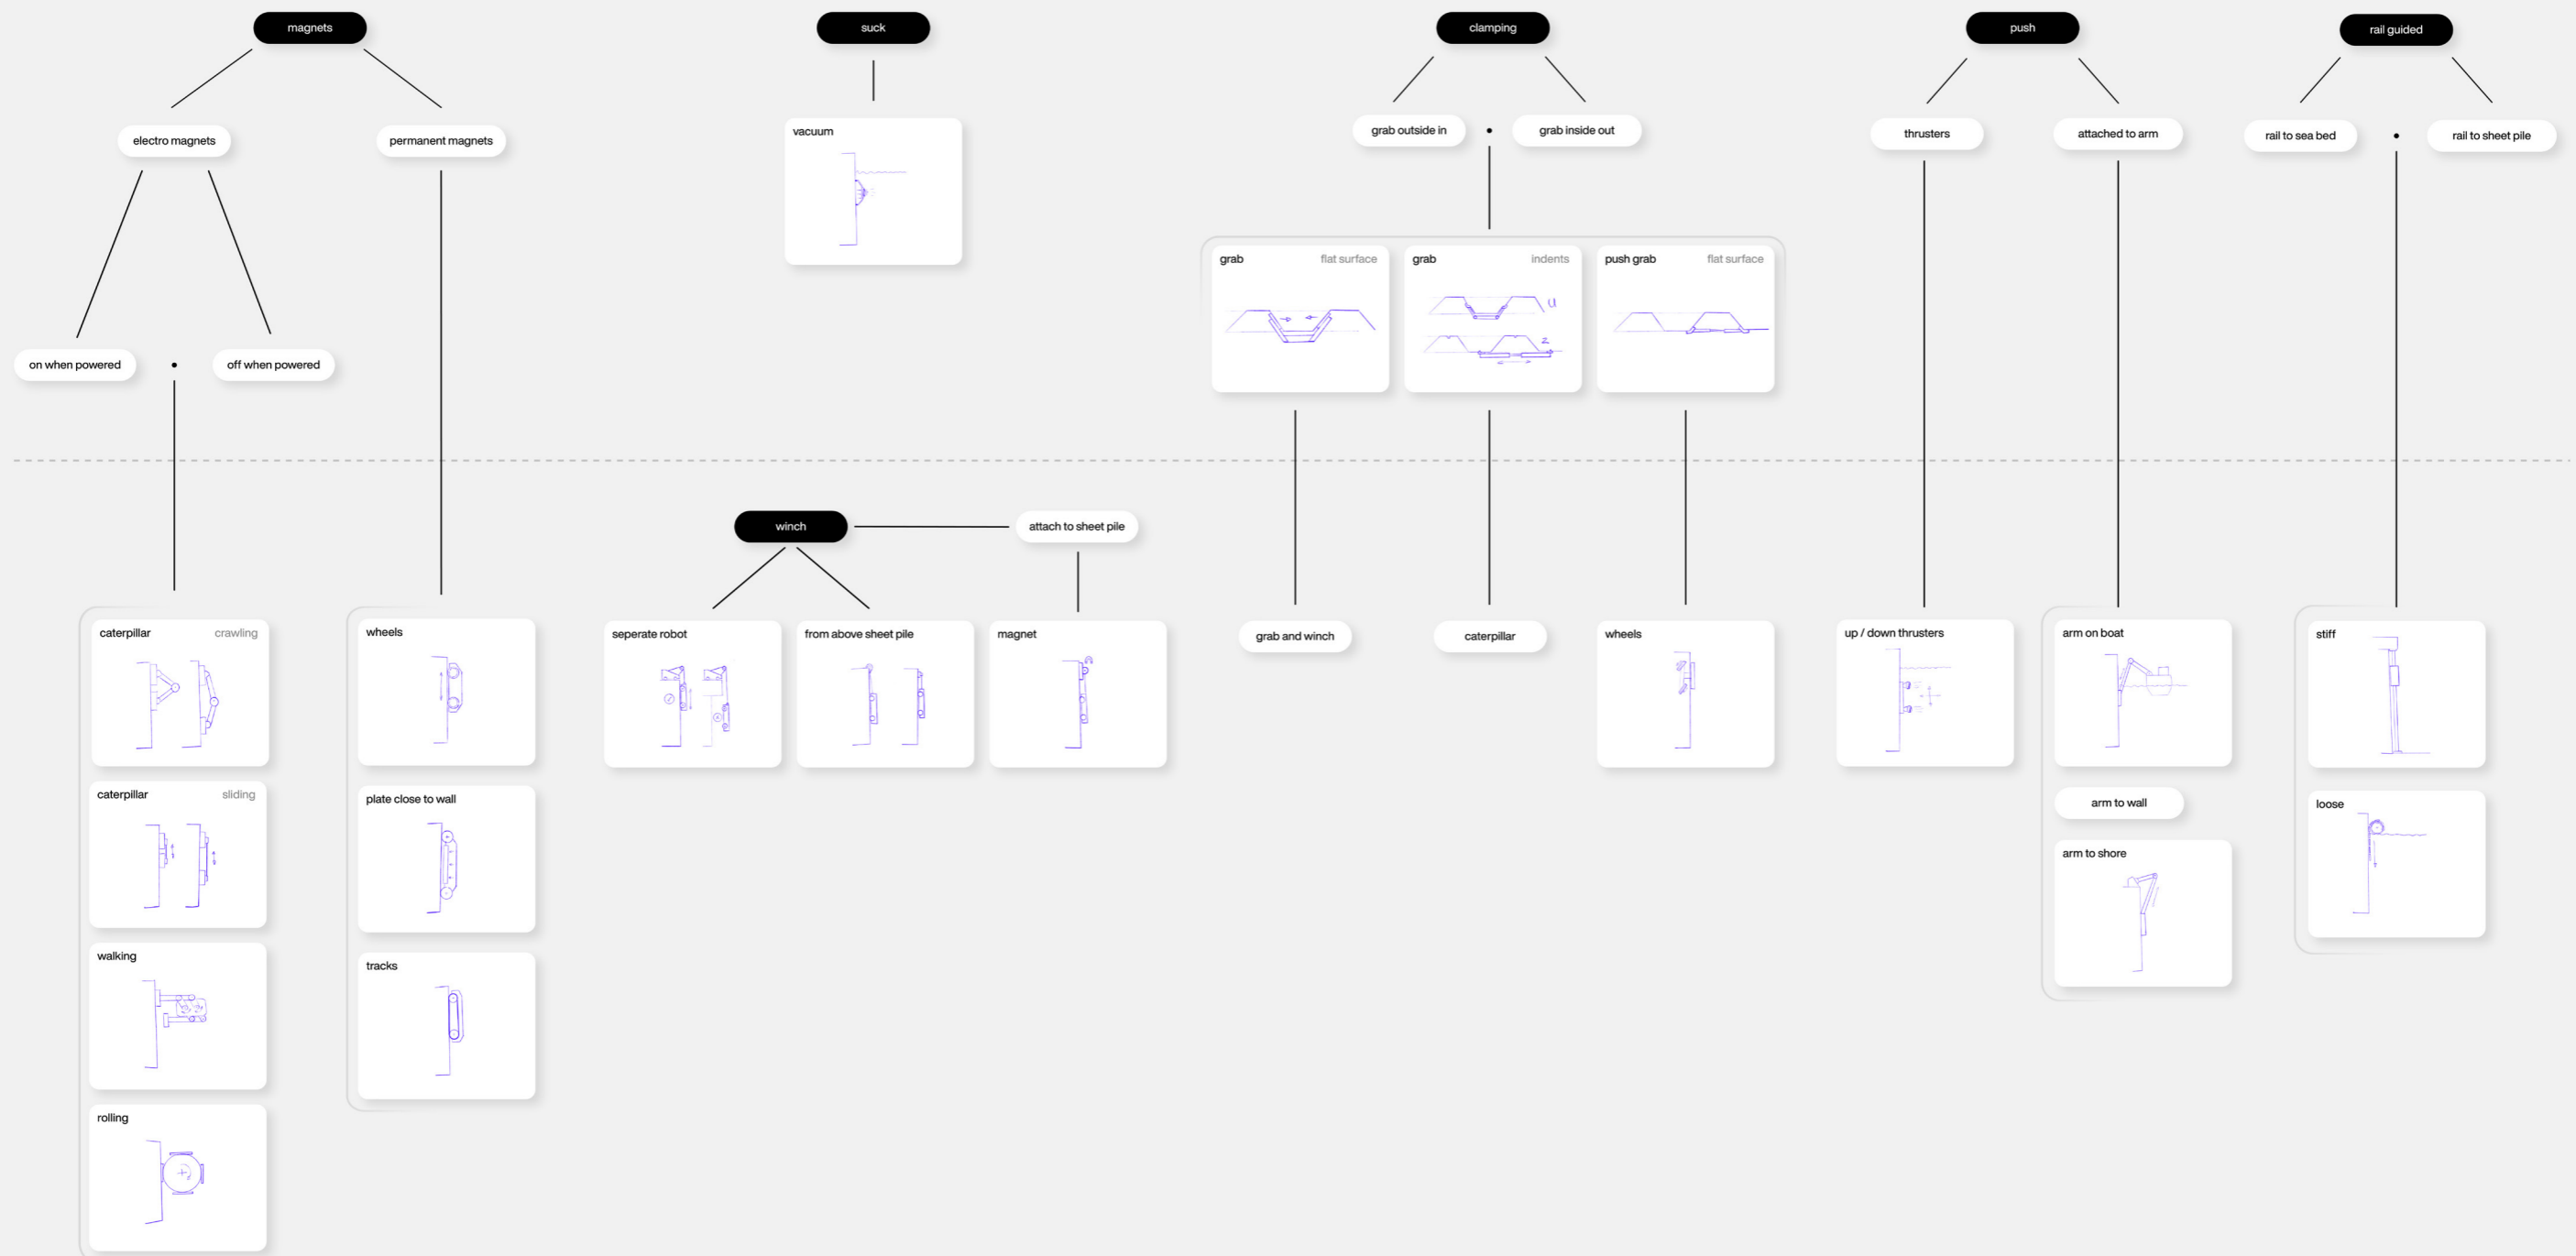 magnets
suck
clamping
push
rail guided
electro magnets
permanent magnets
vacuum
grab outside in
grab inside out
thrusters
attached to arm
rail to sea bed
rail to sheet pile
grab
flat surface
grab
indents
u
z
push grab
flat surface
on when powered
off when powered
winch
attach to sheet pile
caterpillar
crawling
wheels
seperate robot
from above sheet pile
magnet
grab and winch
caterpillar
wheels
up / down thrusters
arm on boat
stiff
caterpillar
sliding
plate close to wall
arm to wall
loose
arm to shore
walking
tracks
rolling